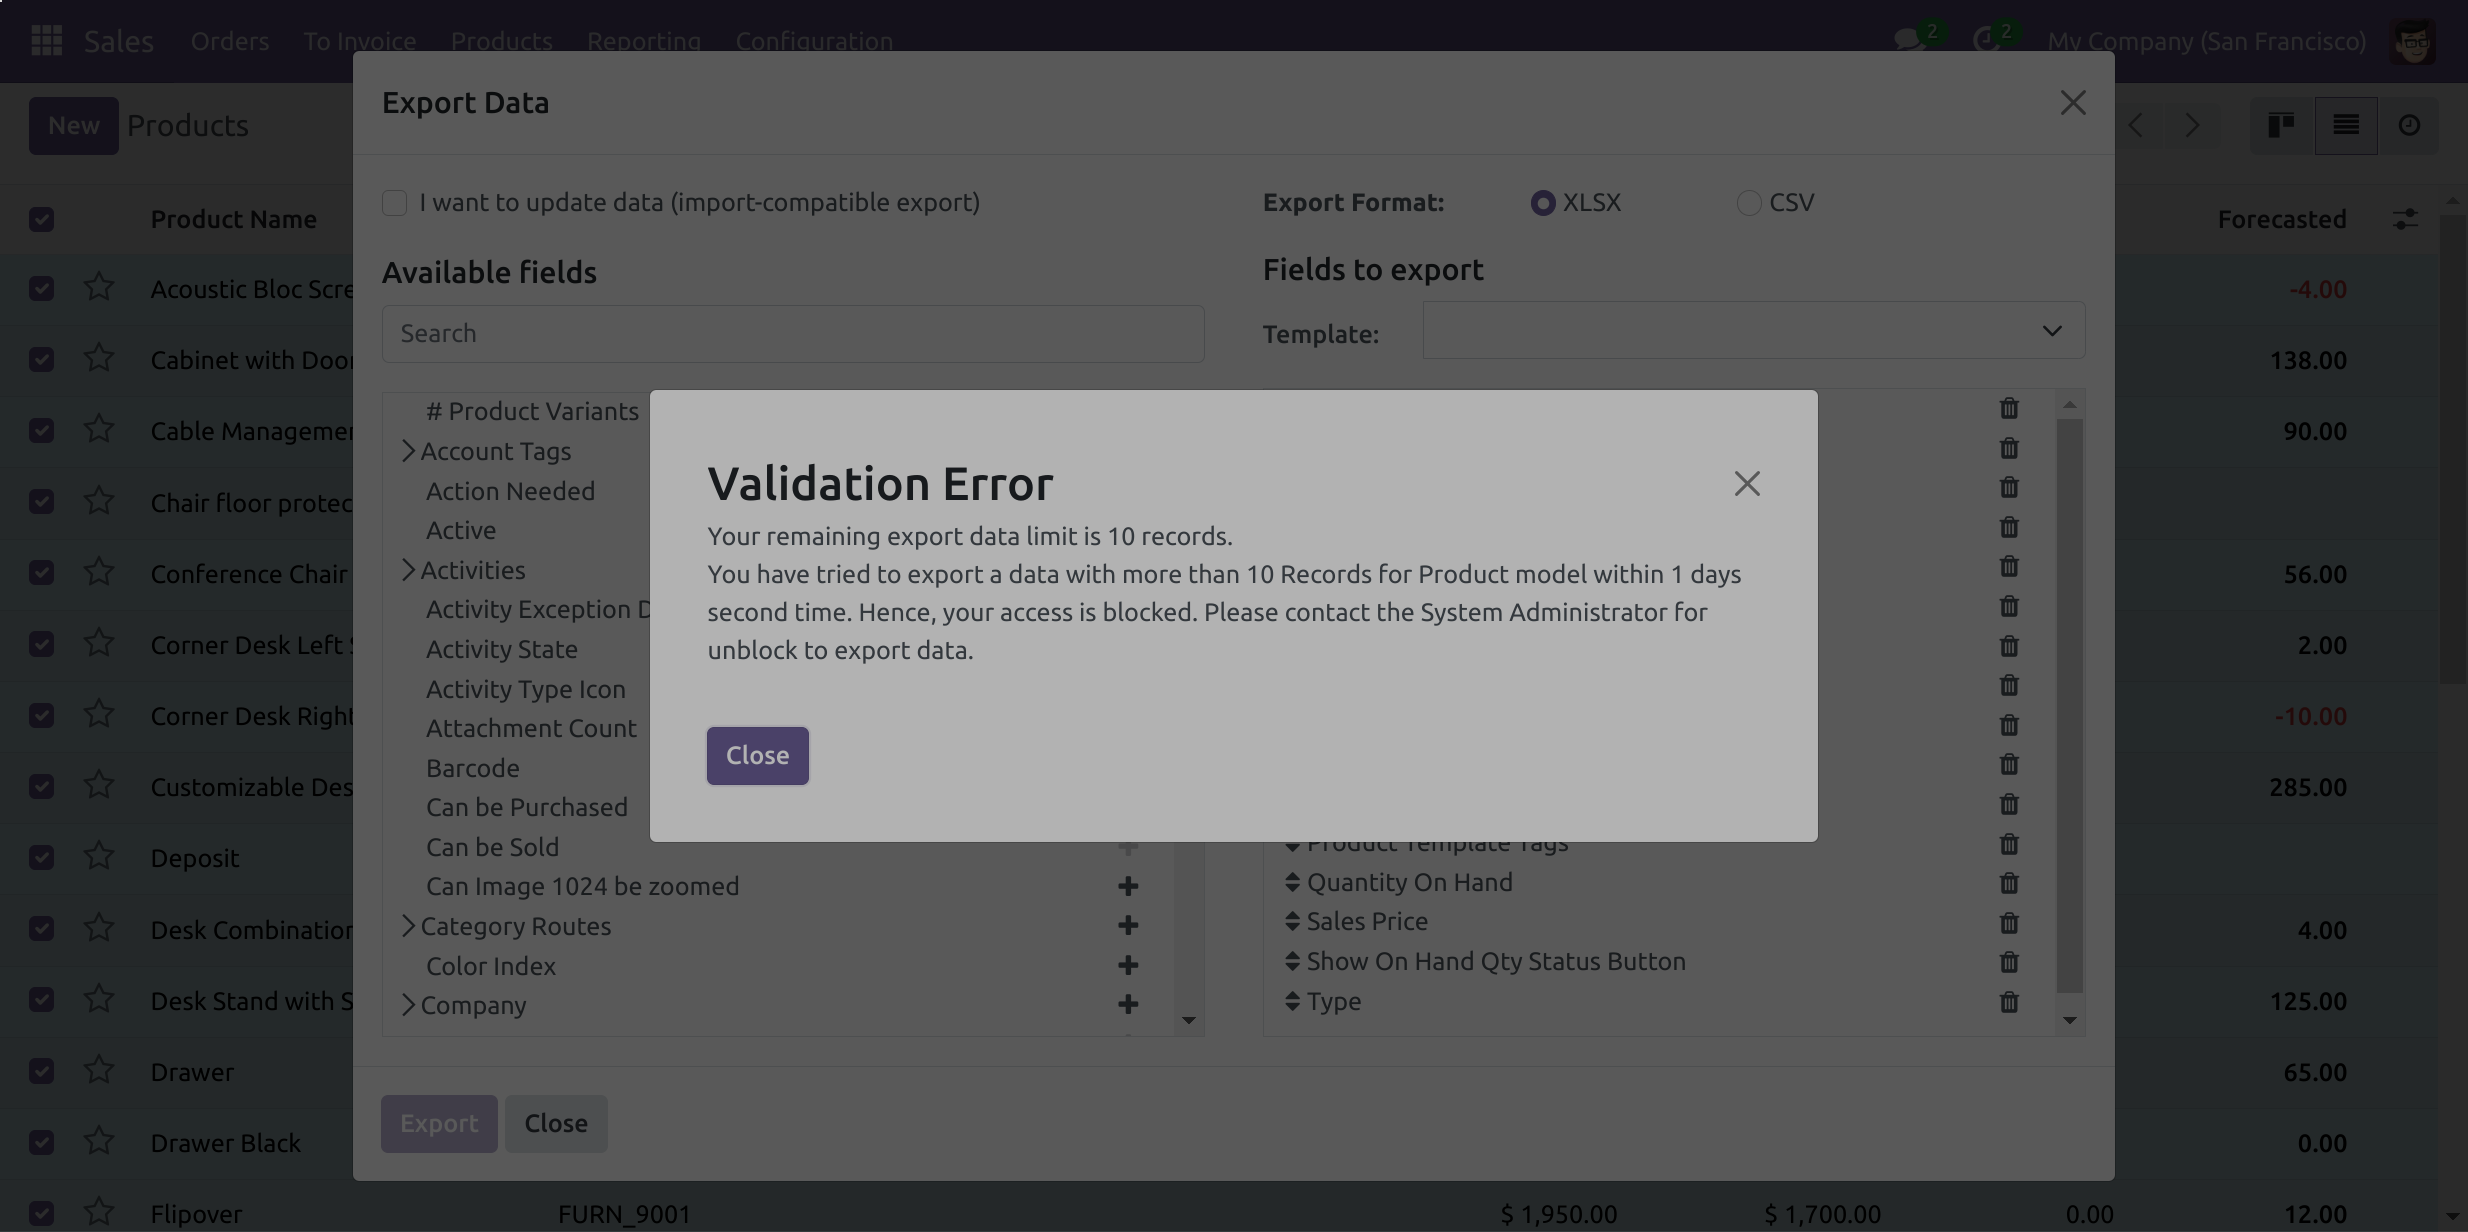 Sales Orders To Invoice Products Reporting Configuration 2 2 My Company (San Francisco)
Export Data
New Products
I want to update data (import-compatible export) Export Format: XLSX CSV
Product Name Forecasted
Available fields Fields to export
Acoustic Bloc Scre -4.00
Search Template:
Cabinet with Door 138.00
# Product Variants
Cable Managemen 90.00
Account Tags
Validation Error
Action Needed
Chair floor protec
Active
Your remaining export data limit is 10 records.
Activities
Conference Chair 56.00
You have tried to export a data with more than 10 Records for Product model within 1 days
Activity Exception D
second time. Hence, your access is blocked. Please contact the System Administrator for
Corner Desk Left S 2.00
Activity State
unblock to export data.
Activity Type Icon
Corner Desk Right -10.00
Attachment Count
Close
Barcode
Customizable Des 285.00
Can be Purchased
Can be Sold
Product Template Tags
Deposit
Can Image 1024 be zoomed Quantity On Hand
Category Routes Sales Price
Desk Combination 4.00
Color Index Show On Hand Qty Status Button
Company Type
Desk Stand with S 125.00
Drawer 65.00
Export Close
Drawer Black 0.00
Flipover FURN_9001 $ 1,950.00 $ 1,700.00 0.00 12.00